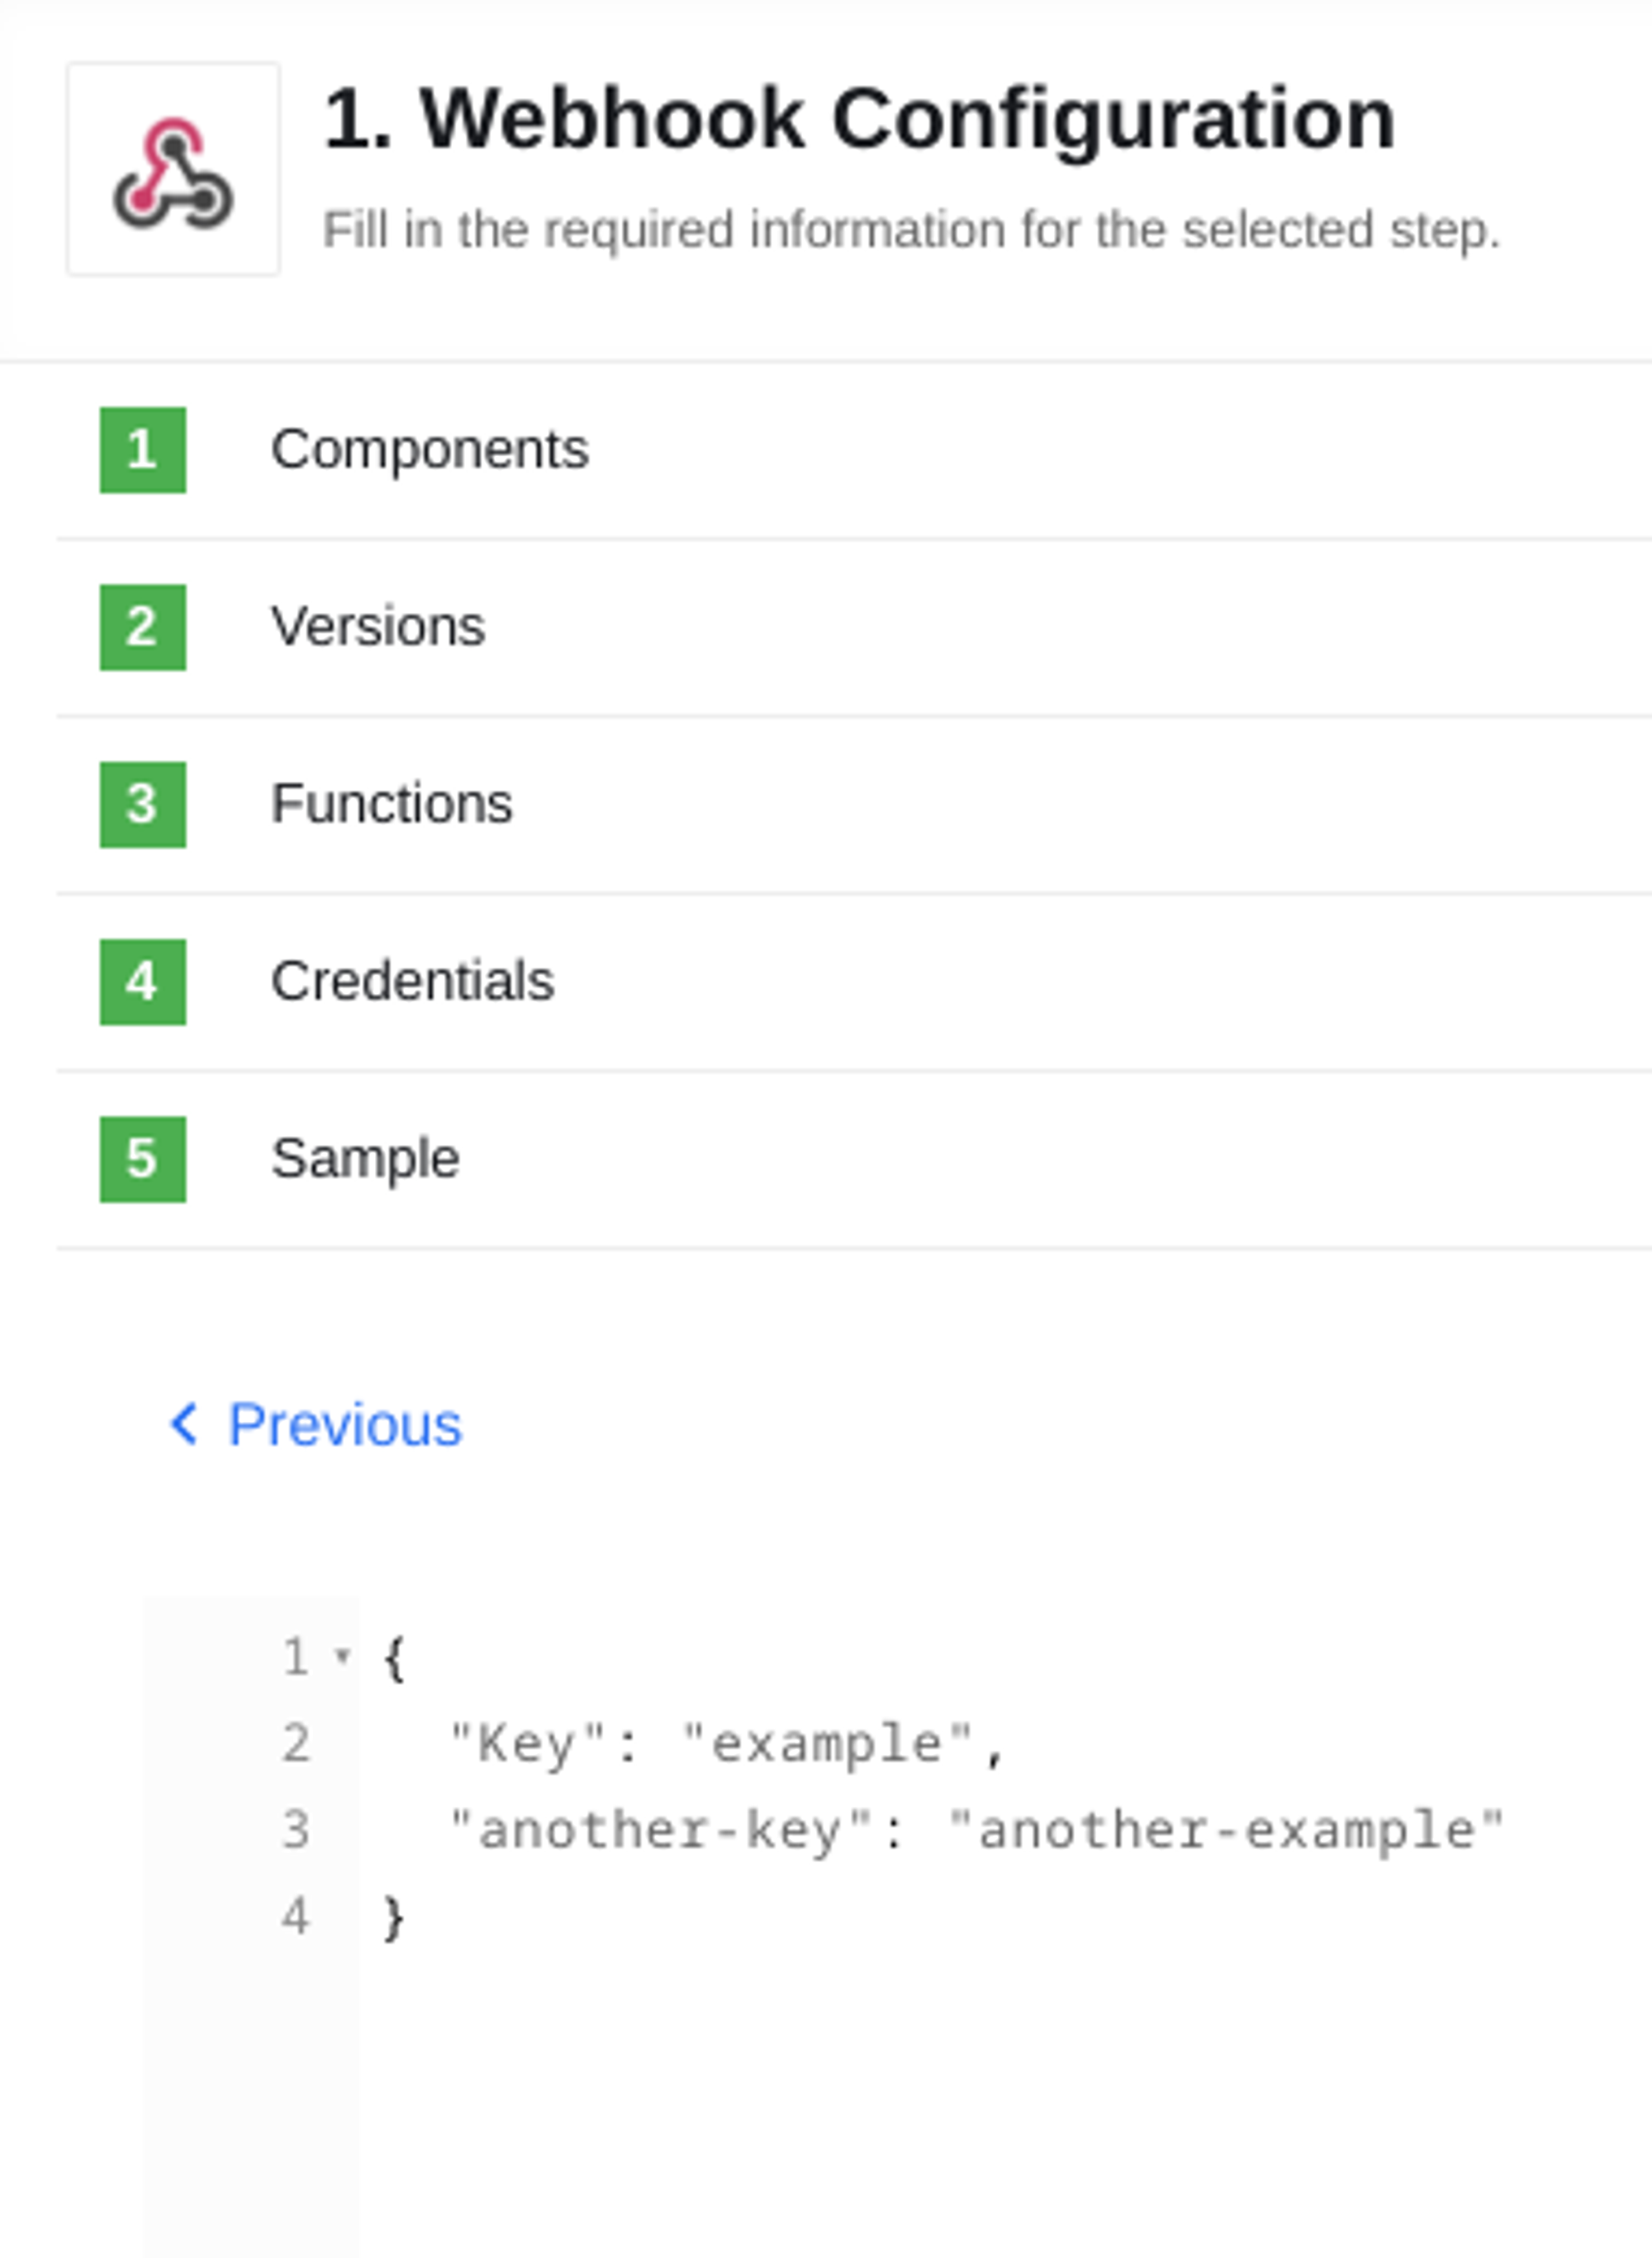 1. Webhook Configuration
Fill in the required information for the selected step.
1 Components
2 Versions
3 Functions
4 Credentials
5 Sample
Previous
1 {
2 "Key": "example",
3 "another-key": "another-example"
4 }